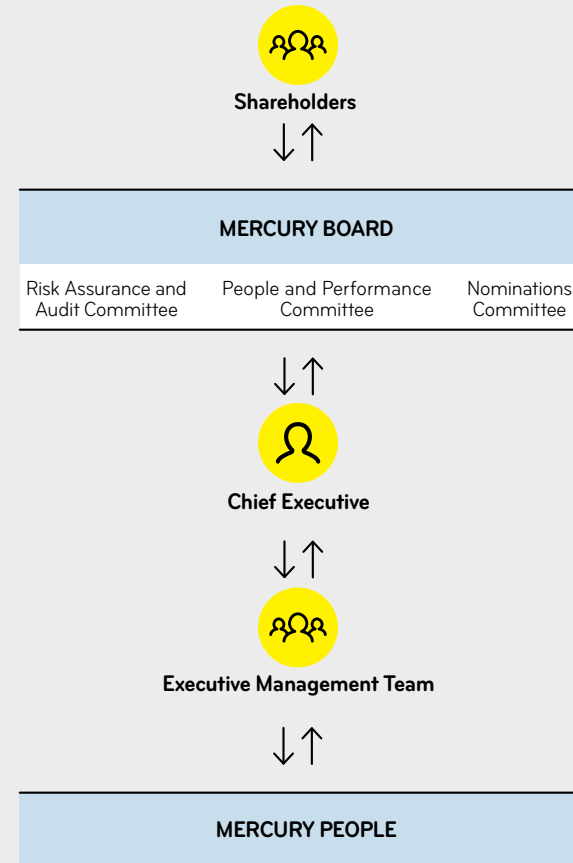 Shareholders
MERCURY BOARD
Risk Assurance and
Audit Committee
People and Performance
Committee
Nominations
Committee
Chief Executive
Executive Management Team
MERCURY PEOPLE